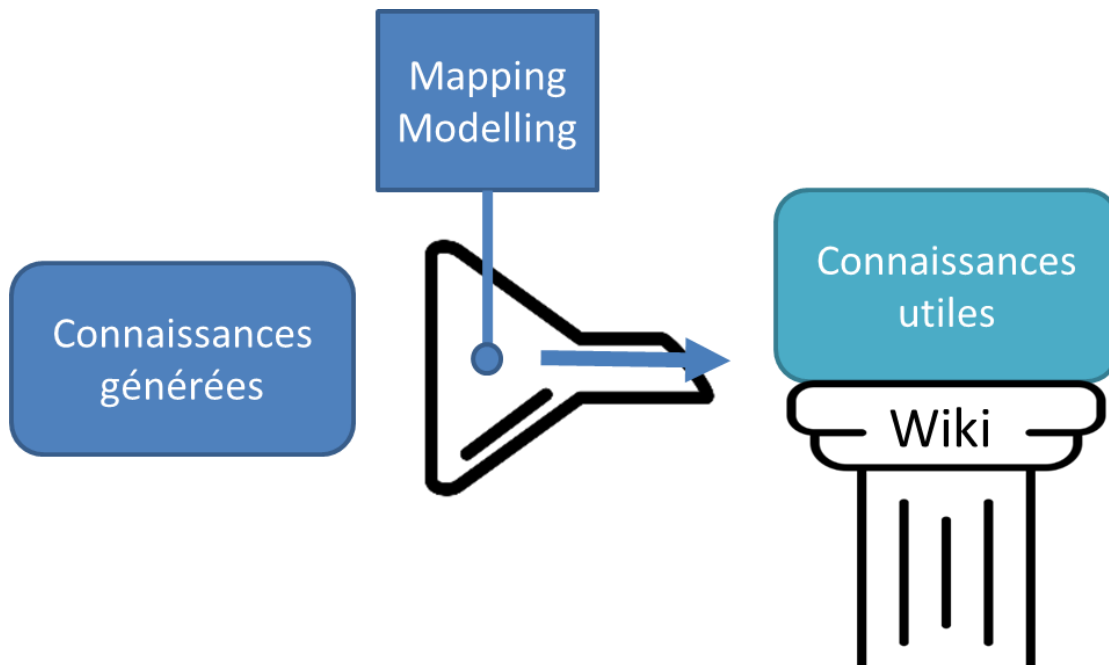 Mapping
Modelling
Connaissances
générées
Connaissances
utiles
Wiki